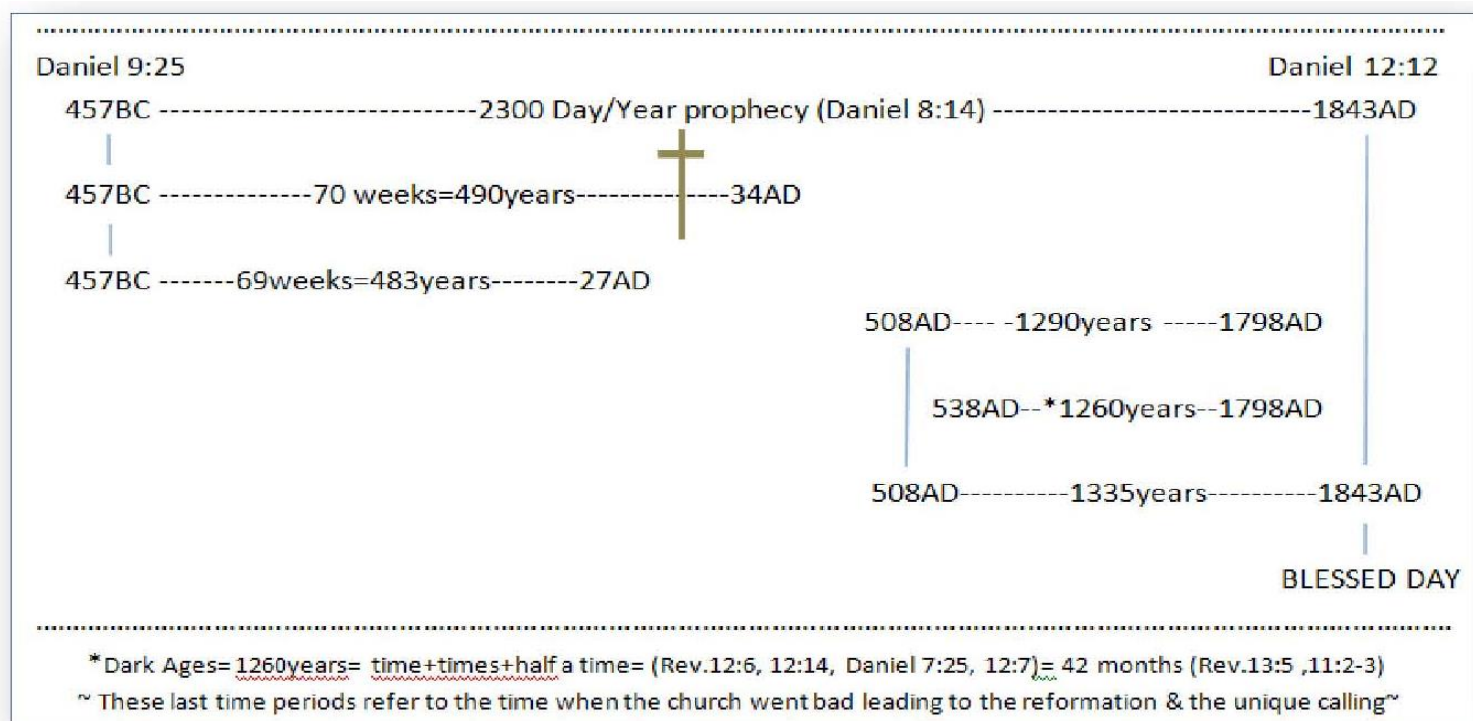 Daniel 9:25 Daniel 12:12
457BC ----------------------------2300 Day/Year prophecy (Daniel 8:14) ----------------------------1843AD
457BC --------------70 weeks=490years--------------34AD
457BC -------69weeks=483years--------27AD
508AD---- -1290years -----1798AD
538AD--*1260years--1798AD
508AD----------1335years----------1843AD
BLESSED DAY
*Dark Ages= 1260years= time+times+half a time= (Rev.12:6, 12:14, Daniel 7:25, 12:7)= 42 months (Rev.13:5 ,11:2-3)
~ These last time periods refer to the time when the church went bad leading to the reformation & the unique calling~